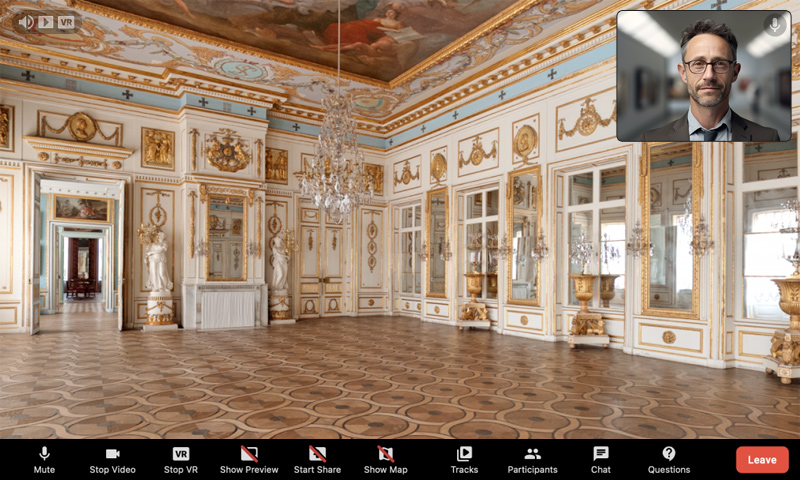 VR
VR
Mute
Stop Video
Stop VR
Show Preview
Start Share
Show Map
Tracks
Participants
Chat
Questions
Leave